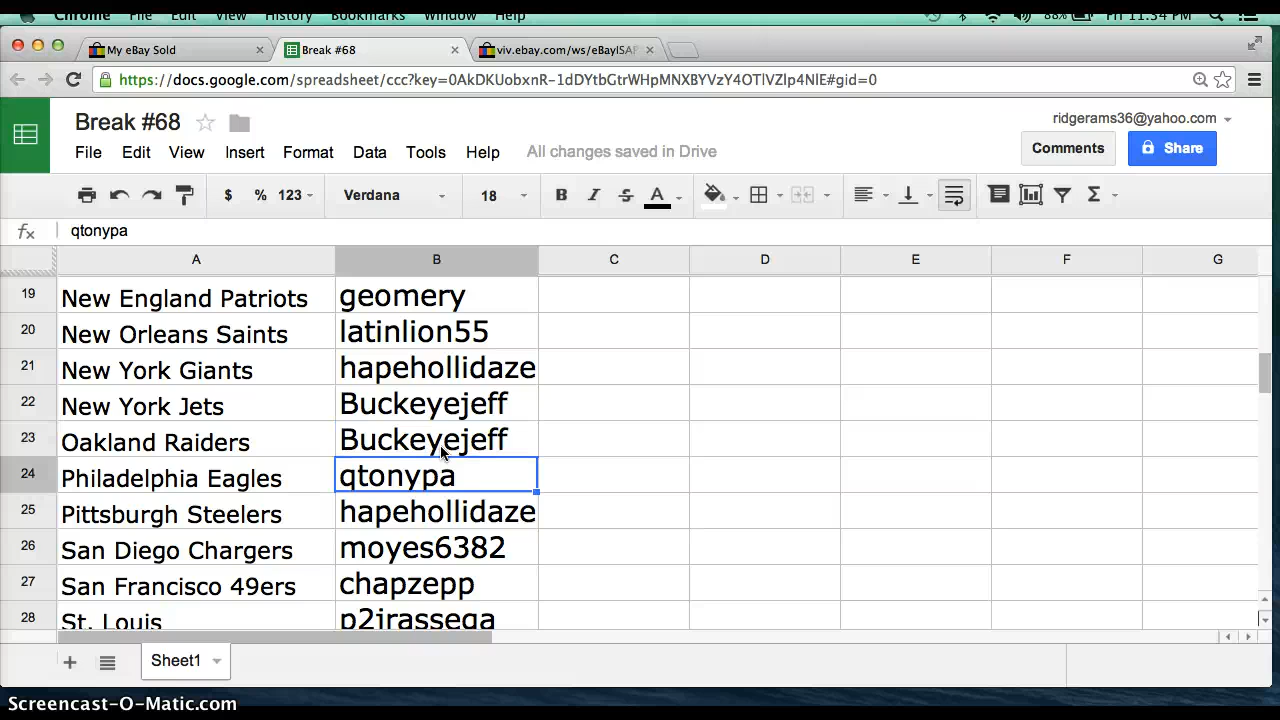 Chrome File Edit View History Bookmarks Window Help 88% Fri 11:34 PM
My eBay Sold Break #68 viv.ebay.com/ws/eBayISAF
https://docs.google.com/spreadsheet/ccc?key=0AkDKUobxnR-1dDYtbGtrWHpMNXBYVzY4OTlVZlp4NlE#gid=0
Break #68 ridgerams36@yahoo.com
File Edit View Insert Format Data Tools Help All changes saved in Drive Comments Share
$ % 123 Verdana 18 B I S A Σ
fx qtonypa
A B C D E F G
19 New England Patriots geomery
20 New Orleans Saints latinlion55
21 New York Giants hapehollidaze
22 New York Jets Buckeyejeff
23 Oakland Raiders Buckeyejeff
24 Philadelphia Eagles qtonypa
25 Pittsburgh Steelers hapehollidaze
26 San Diego Chargers moyes6382
27 San Francisco 49ers chapzepp
28 St. Louis
Sheet1
Screencast-O-Matic.com